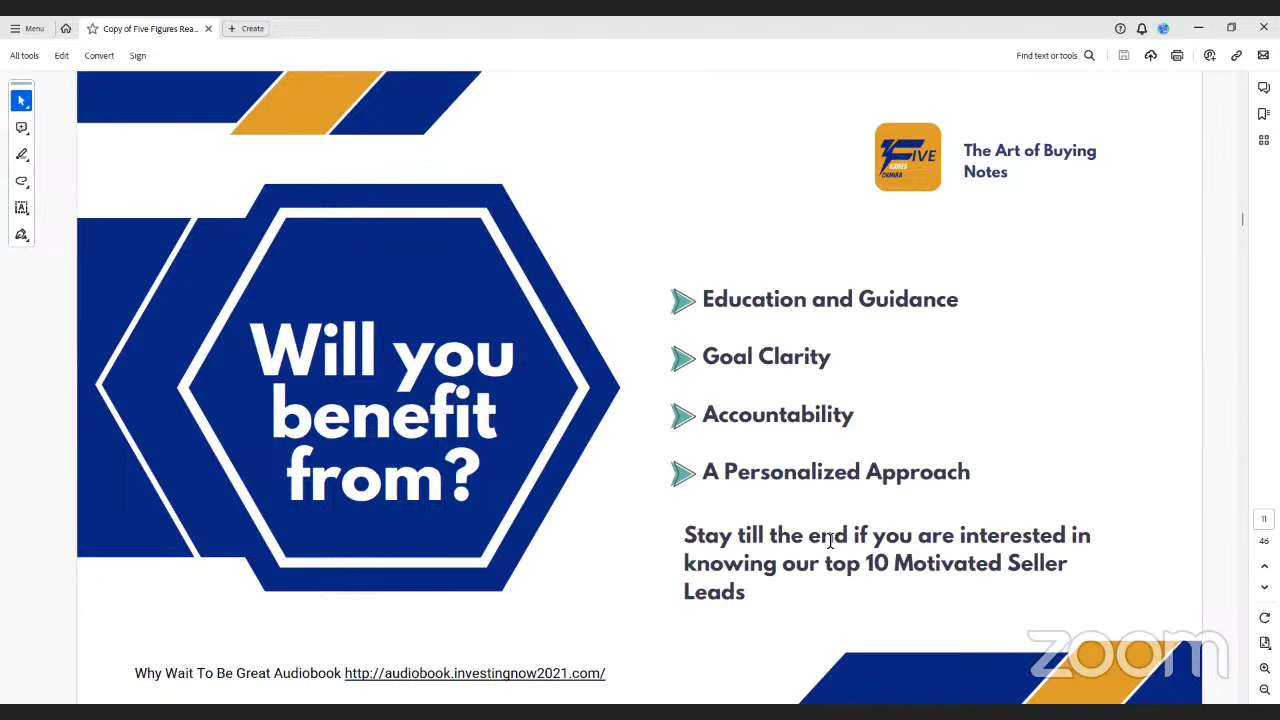 Menu
Copy of Five Figures Rea...
Create
All tools Edit Convert Sign
Find text or tools
FIVE
The Art of Buying
Notes
Will you
benefit
from?
Education and Guidance
Goal Clarity
Accountability
A Personalized Approach
Stay till the end if you are interested in
knowing our top 10 Motivated Seller
Leads
11
46
Why Wait To Be Great Audiobook http://audiobook.investingnow2021.com/
zoom